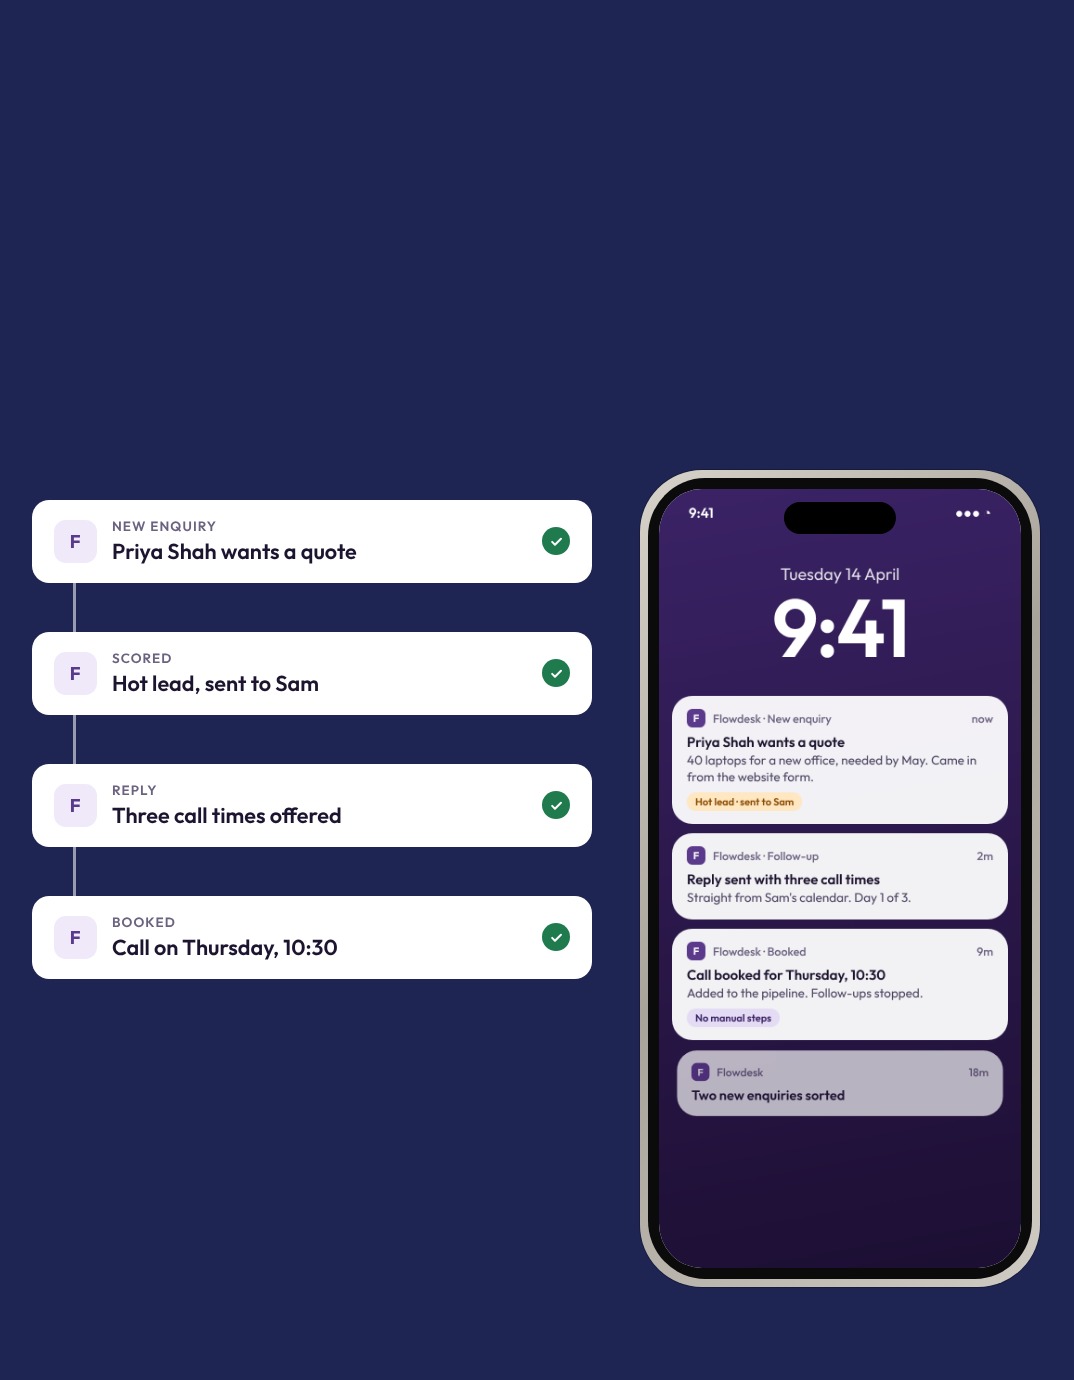 F
NEW ENQUIRY
Priya Shah wants a quote
F
SCORED
Hot lead, sent to Sam
F
REPLY
Three call times offered
F
BOOKED
Call on Thursday, 10:30
9:41
Tuesday 14 April
9:41
F Flowdesk · New enquiry now
Priya Shah wants a quote
40 laptops for a new office, needed by May. Came in
from the website form.
Hot lead · sent to Sam
F Flowdesk · Follow-up 2m
Reply sent with three call times
Straight from Sam's calendar. Day 1 of 3.
F Flowdesk · Booked 9m
Call booked for Thursday, 10:30
Added to the pipeline. Follow-ups stopped.
No manual steps
F Flowdesk 18m
Two new enquiries sorted